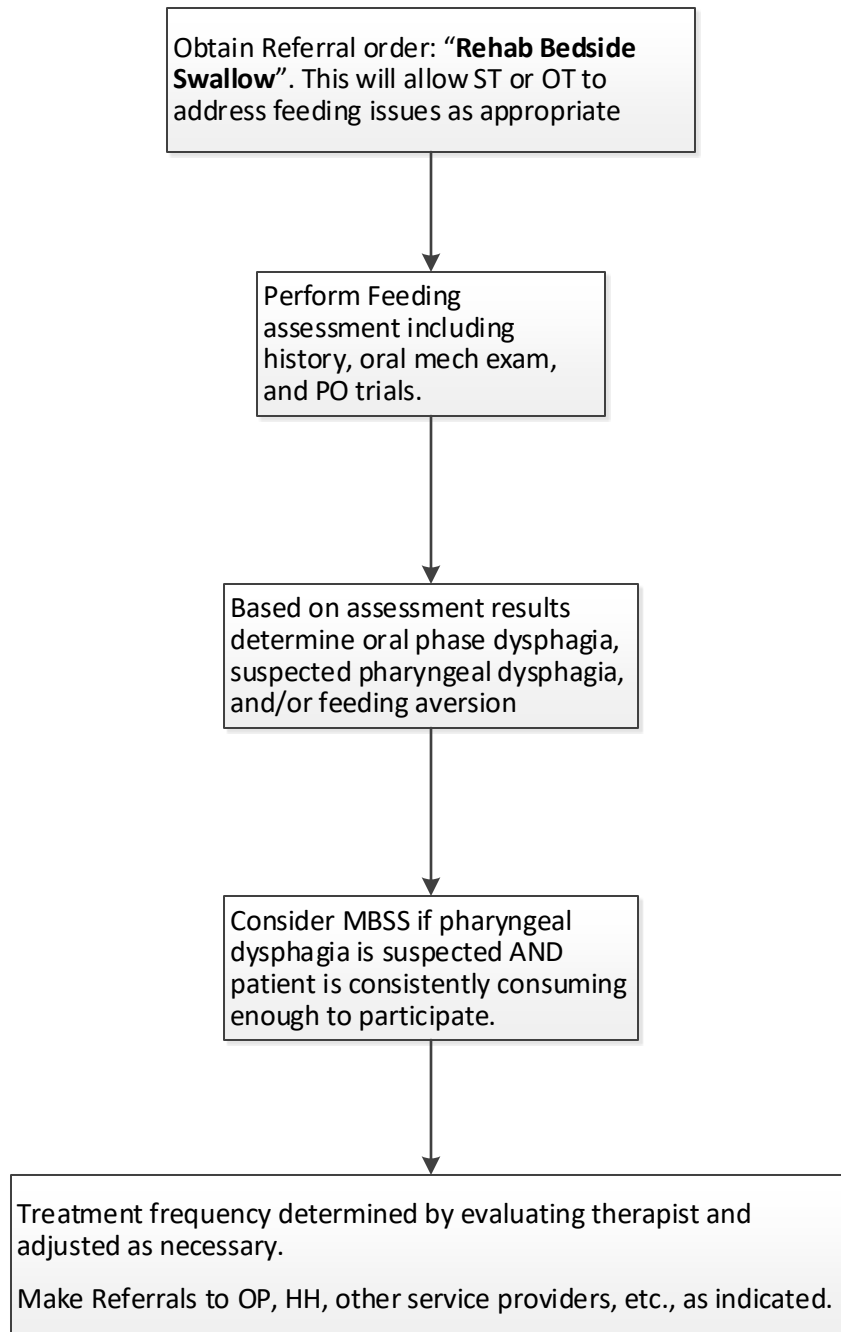 Obtain Referral order: “Rehab Bedside
Swallow”. This will allow ST or OT to
address feeding issues as appropriate
Perform Feeding
assessment including
history, oral mech exam,
and PO trials.
Based on assessment results
determine oral phase dysphagia,
suspected pharyngeal dysphagia,
and/or feeding aversion
Consider MBSS if pharyngeal
dysphagia is suspected AND
patient is consistently consuming
enough to participate.
Treatment frequency determined by evaluating therapist and
adjusted as necessary.
Make Referrals to OP, HH, other service providers, etc., as indicated.